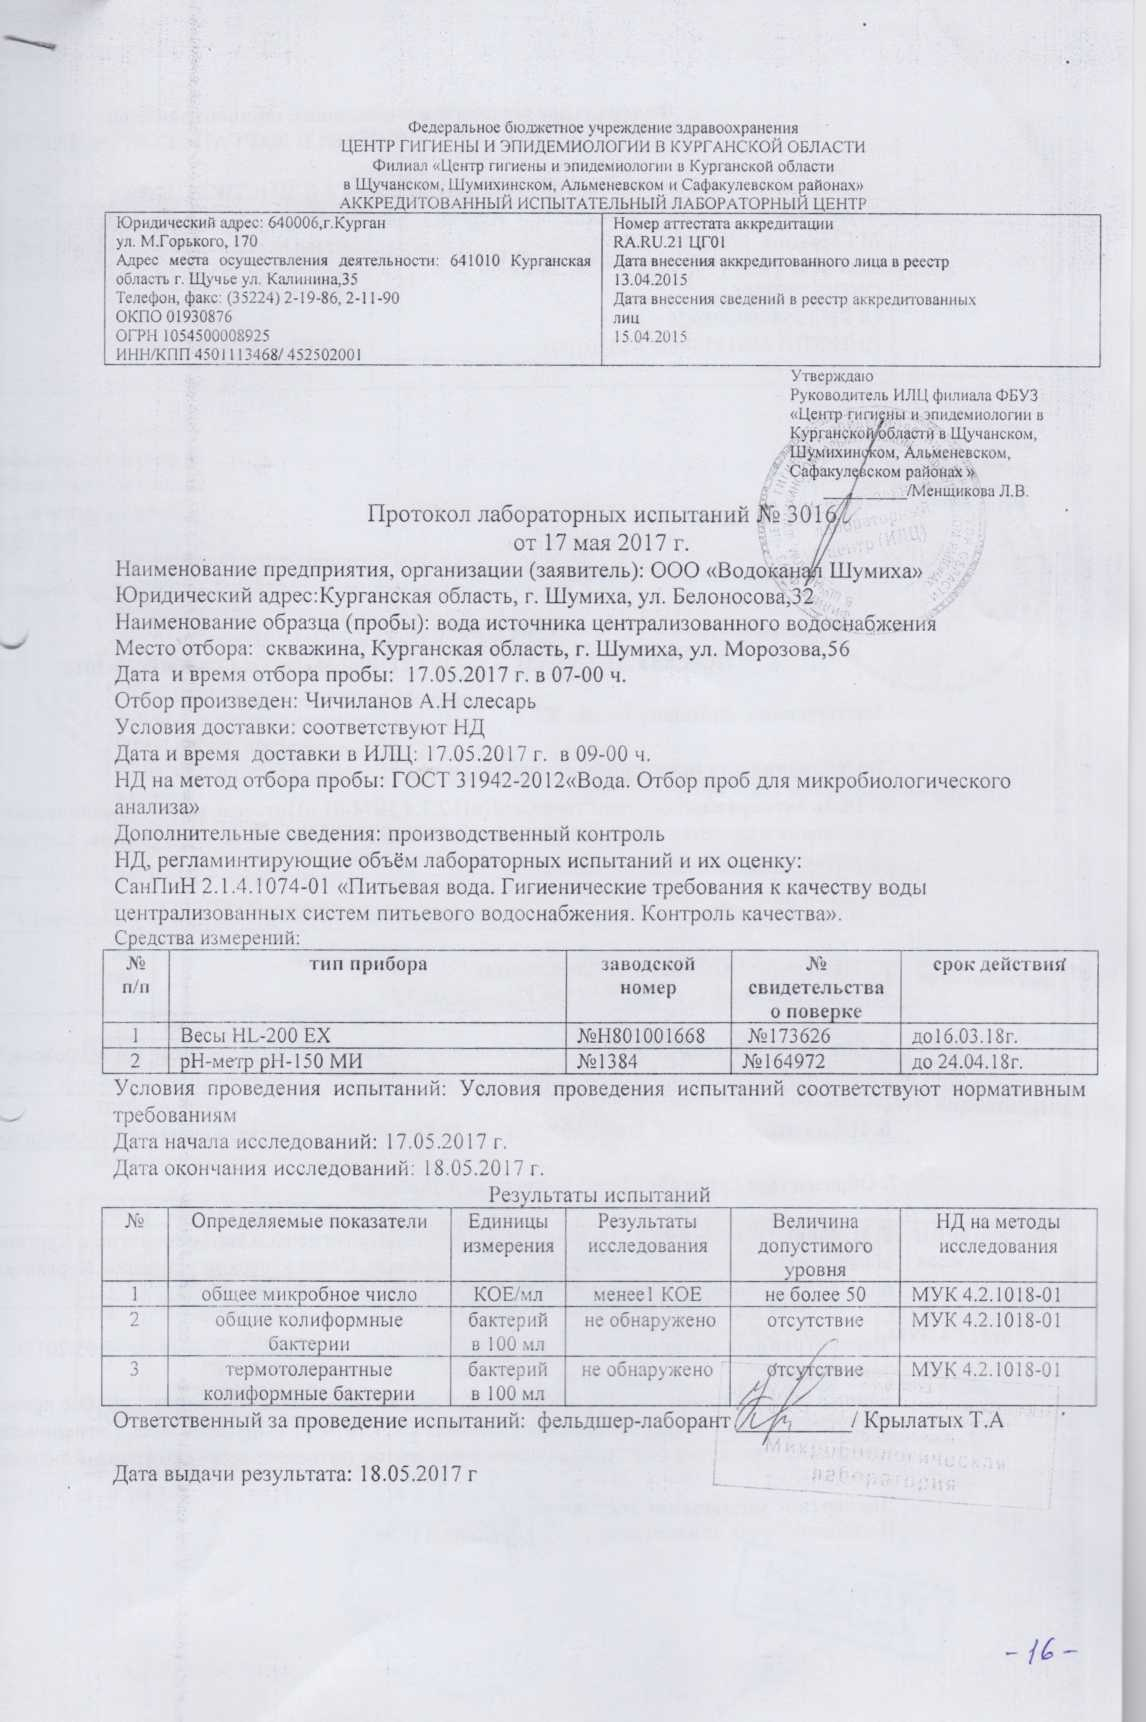 Федеральное бюджетное учреждение здравоохранения
ЦЕНТР ГИГИЕНЫ И ЭПИДЕМИОЛОГИИ В КУРГАНСКОЙ ОБЛАСТИ
Филиал «Центр гигиены и эпидемиологии в Курганской области
в Щучанском, Шумихинском, Альменевском и Сафакулевском районах»
АККРЕДИТОВАННЫЙ ИСПЫТАТЕЛЬНЫЙ ЛАБОРАТОРНЫЙ ЦЕНТР
Юридический адрес: 640006,г.Курган
ул. М.Горького, 170
Адрес места осуществления деятельности: 641010 Курганская
область г. Щучье ул. Калинина,35
Телефон, факс: (35224) 2-19-86, 2-11-90
ОКПО 01930876
ОГРН 1054500008925
ИНН/КПП 4501113468/ 452502001
Номер аттестата аккредитации
RA.RU.21 ЦГ01
Дата внесения аккредитованного лица в реестр
13.04.2015
Дата внесения сведений в реестр аккредитованных
лиц
15.04.2015
Утверждаю
Руководитель ИЛЦ филиала ФБУЗ
«Центр гигиены и эпидемиологии в
Курганской области в Щучанском,
Шумихинском, Альменевском,
Сафакулевском районах »
__________/Менщикова Л.В.
Протокол лабораторных испытаний № 3016
от 17 мая 2017 г.
Наименование предприятия, организации (заявитель): ООО «Водоканал Шумиха»
Юридический адрес:Курганская область, г. Шумиха, ул. Белоносова,32
Наименование образца (пробы): вода источника централизованного водоснабжения
Место отбора: скважина, Курганская область, г. Шумиха, ул. Морозова,56
Дата и время отбора пробы: 17.05.2017 г. в 07-00 ч.
Отбор произведен: Чичиланов А.Н слесарь
Условия доставки: соответствуют НД
Дата и время доставки в ИЛЦ: 17.05.2017 г. в 09-00 ч.
НД на метод отбора пробы: ГОСТ 31942-2012«Вода. Отбор проб для микробиологического
анализа»
Дополнительные сведения: производственный контроль
НД, регламинтирующие объём лабораторных испытаний и их оценку:
СанПиН 2.1.4.1074-01 «Питьевая вода. Гигиенические требования к качеству воды
централизованных систем питьевого водоснабжения. Контроль качества».
Средства измерений:
№ п/п тип прибора заводской номер № свидетельства о поверке срок действия
1 Весы HL-200 EX №H801001668 №173626 до16.03.18г.
2 рН-метр рН-150 МИ №1384 №164972 до 24.04.18г.
Условия проведения испытаний: Условия проведения испытаний соответствуют нормативным
требованиям
Дата начала исследований: 17.05.2017 г.
Дата окончания исследований: 18.05.2017 г.
Результаты испытаний
№ Определяемые показатели Единицы измерения Результаты исследования Величина допустимого уровня НД на методы исследования
1 общее микробное число КОЕ/мл менее1 КОЕ не более 50 МУК 4.2.1018-01
2 общие колиформные бактерии бактерий в 100 мл не обнаружено отсутствие МУК 4.2.1018-01
3 термотолерантные колиформные бактерии бактерий в 100 мл не обнаружено отсутствие МУК 4.2.1018-01
Ответственный за проведение испытаний: фельдшер-лаборант __________/ Крылатых Т.А
Микробиологическая
лаборатория
Дата выдачи результата: 18.05.2017 г
- 16 -